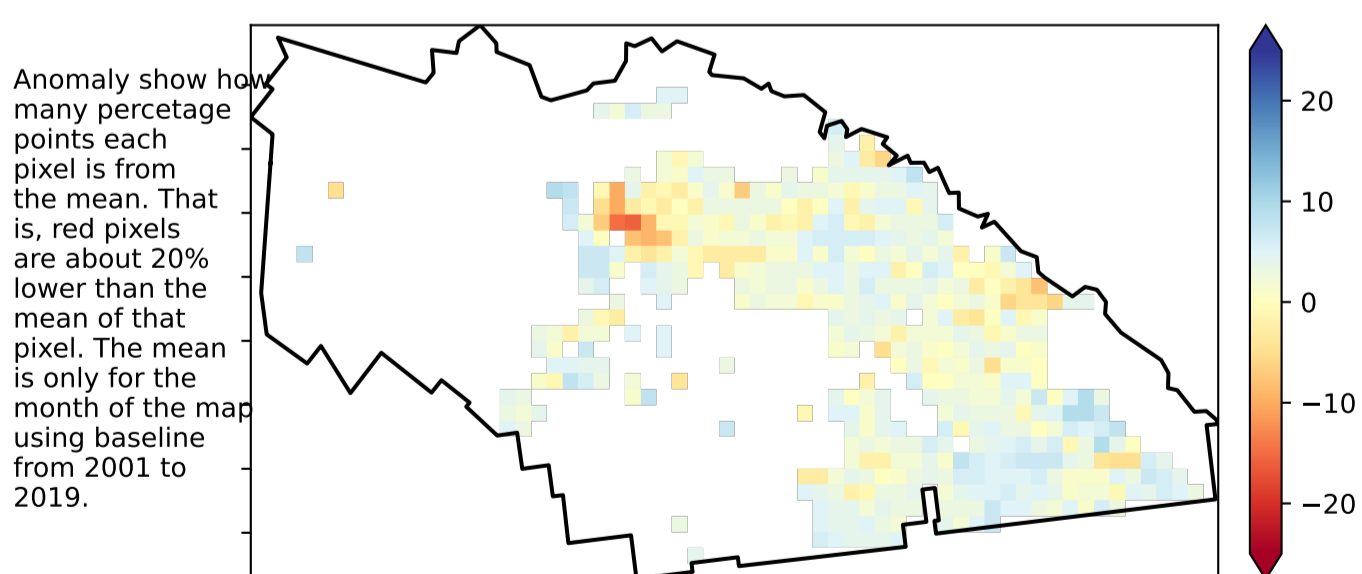 Anomaly show how
many percetage
points each
pixel is from
the mean. That
is, red pixels
are about 20%
lower than the
mean of that
pixel. The mean
is only for the
month of the map
using baseline
from 2001 to
2019.
20
10
0
−10
−20